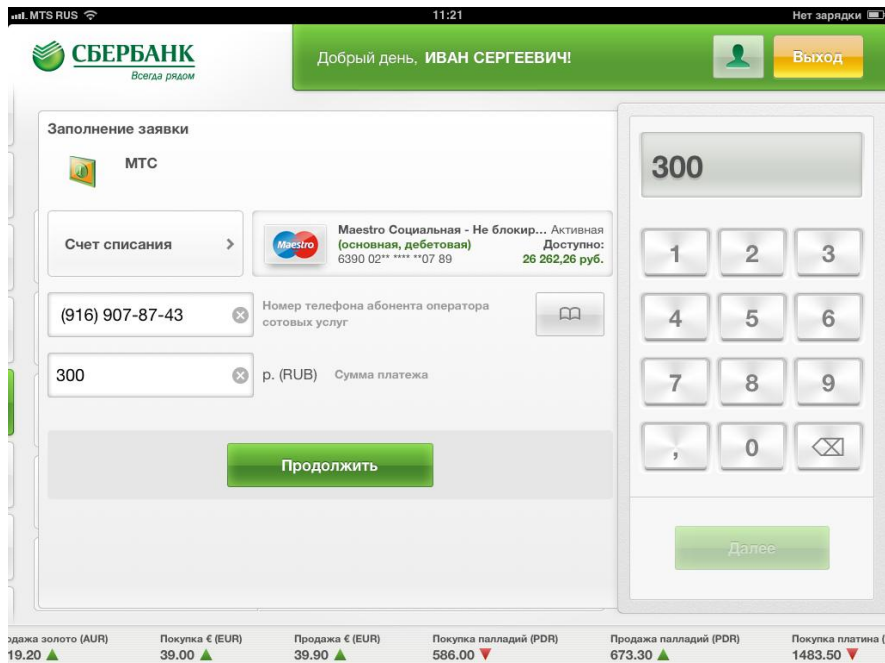 MTS RUS 11:21 Нет зарядки
СБЕРБАНК
Всегда рядом
Добрый день, ИВАН СЕРГЕЕВИЧ!
Выход
Заполнение заявки
МТС
300
Счет списания
Maestro
Maestro Социальная - Не блокир... Активная
(основная, дебетовая) Доступно:
6390 02** **** **07 89 26 262,26 руб.
1 2 3
(916) 907-87-43
Номер телефона абонента оператора
сотовых услуг
4 5 6
300 р. (RUB) Сумма платежа
7 8 9
Продолжить
, 0
Далее
одажа золото (AUR) Покупка € (EUR) Продажа € (EUR) Покупка палладий (PDR) Продажа палладий (PDR) Покупка платина (
19.20 39.00 39.90 586.00 673.30 1483.50